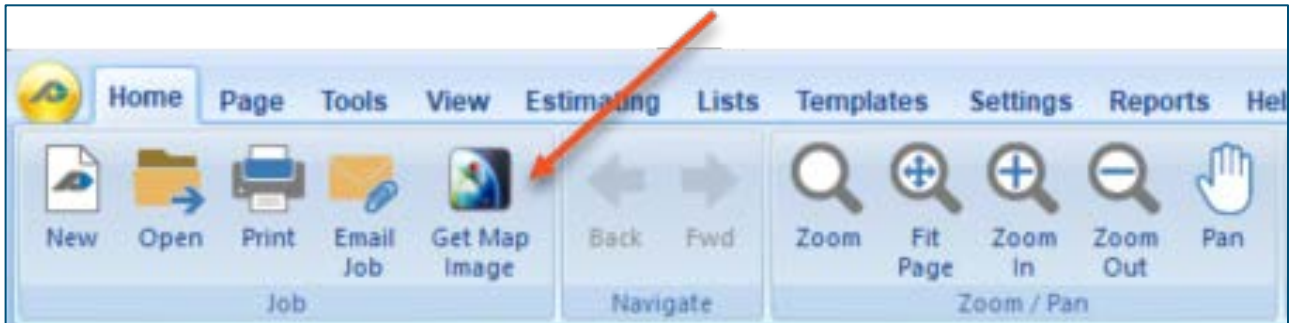 Home Page Tools View Estimating Lists Templates Settings Reports Hel
New Open Print Email Job Get Map Image Back Fwd Zoom Fit Page Zoom In Zoom Out Pan
Job Navigate Zoom / Pan